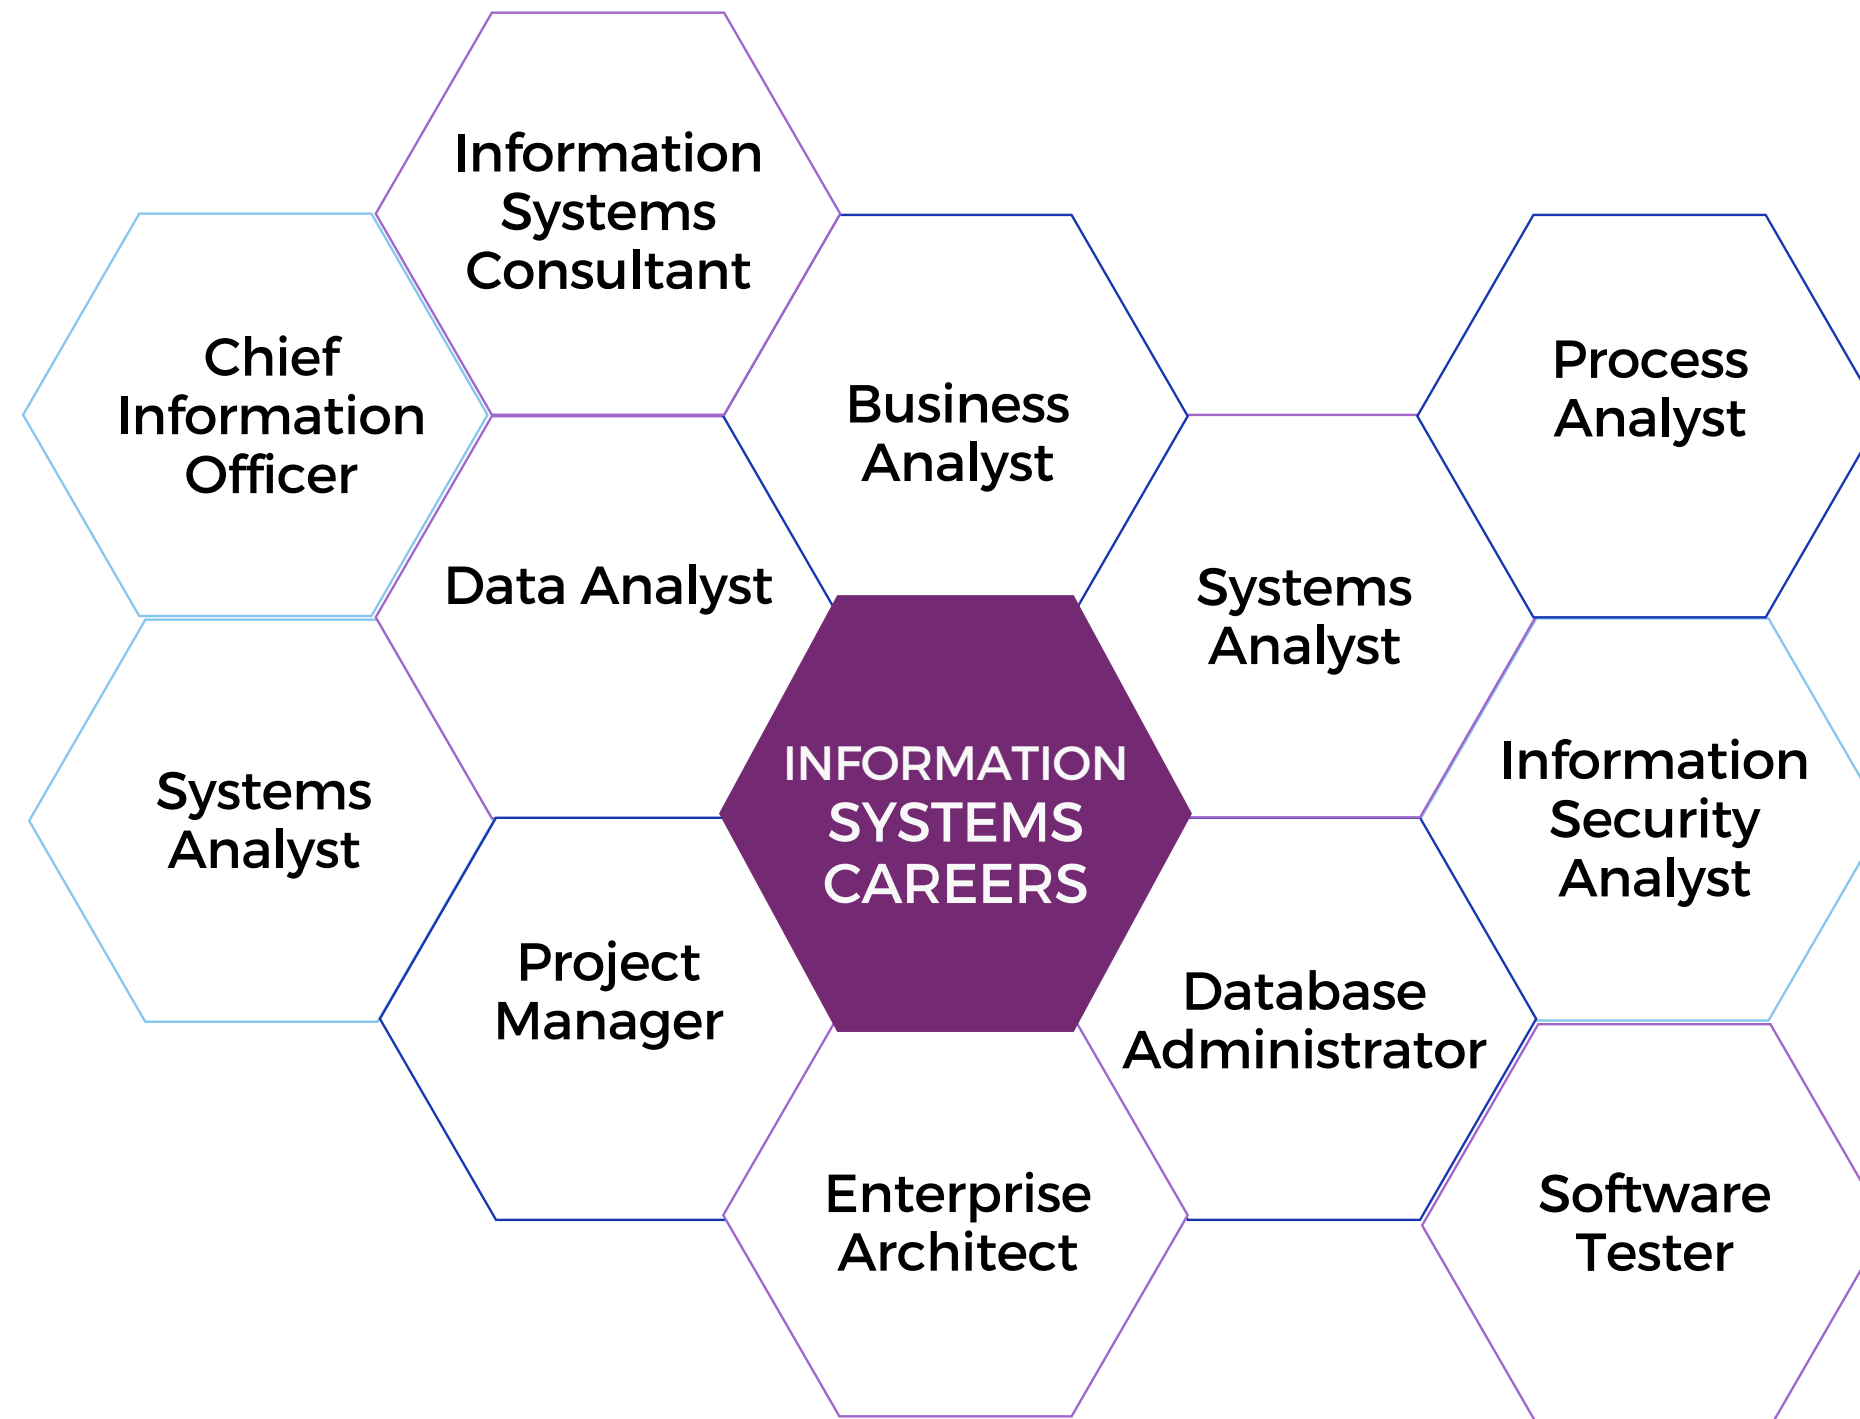 Information
Systems
Consultant
Chief
Information
Officer
Business
Analyst
Process
Analyst
Data Analyst
Systems
Analyst
INFORMATION
SYSTEMS
CAREERS
Systems
Analyst
Information
Security
Analyst
Project
Manager
Database
Administrator
Enterprise
Architect
Software
Tester